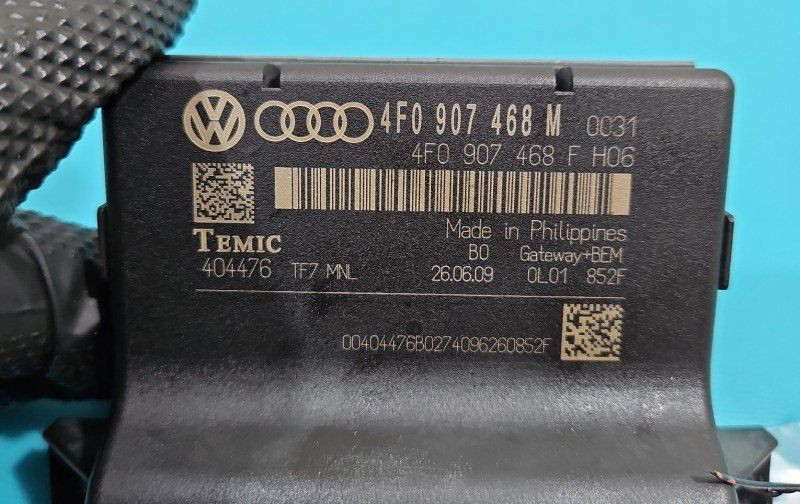 4F0 907 468 M 0031
4F0 907 468 F H06
TEMIC
Made in Philippines
B0 Gateway+BEM
404476 TF7 MNL 26.06.09 0L01 852F
00404476B0274096260852F